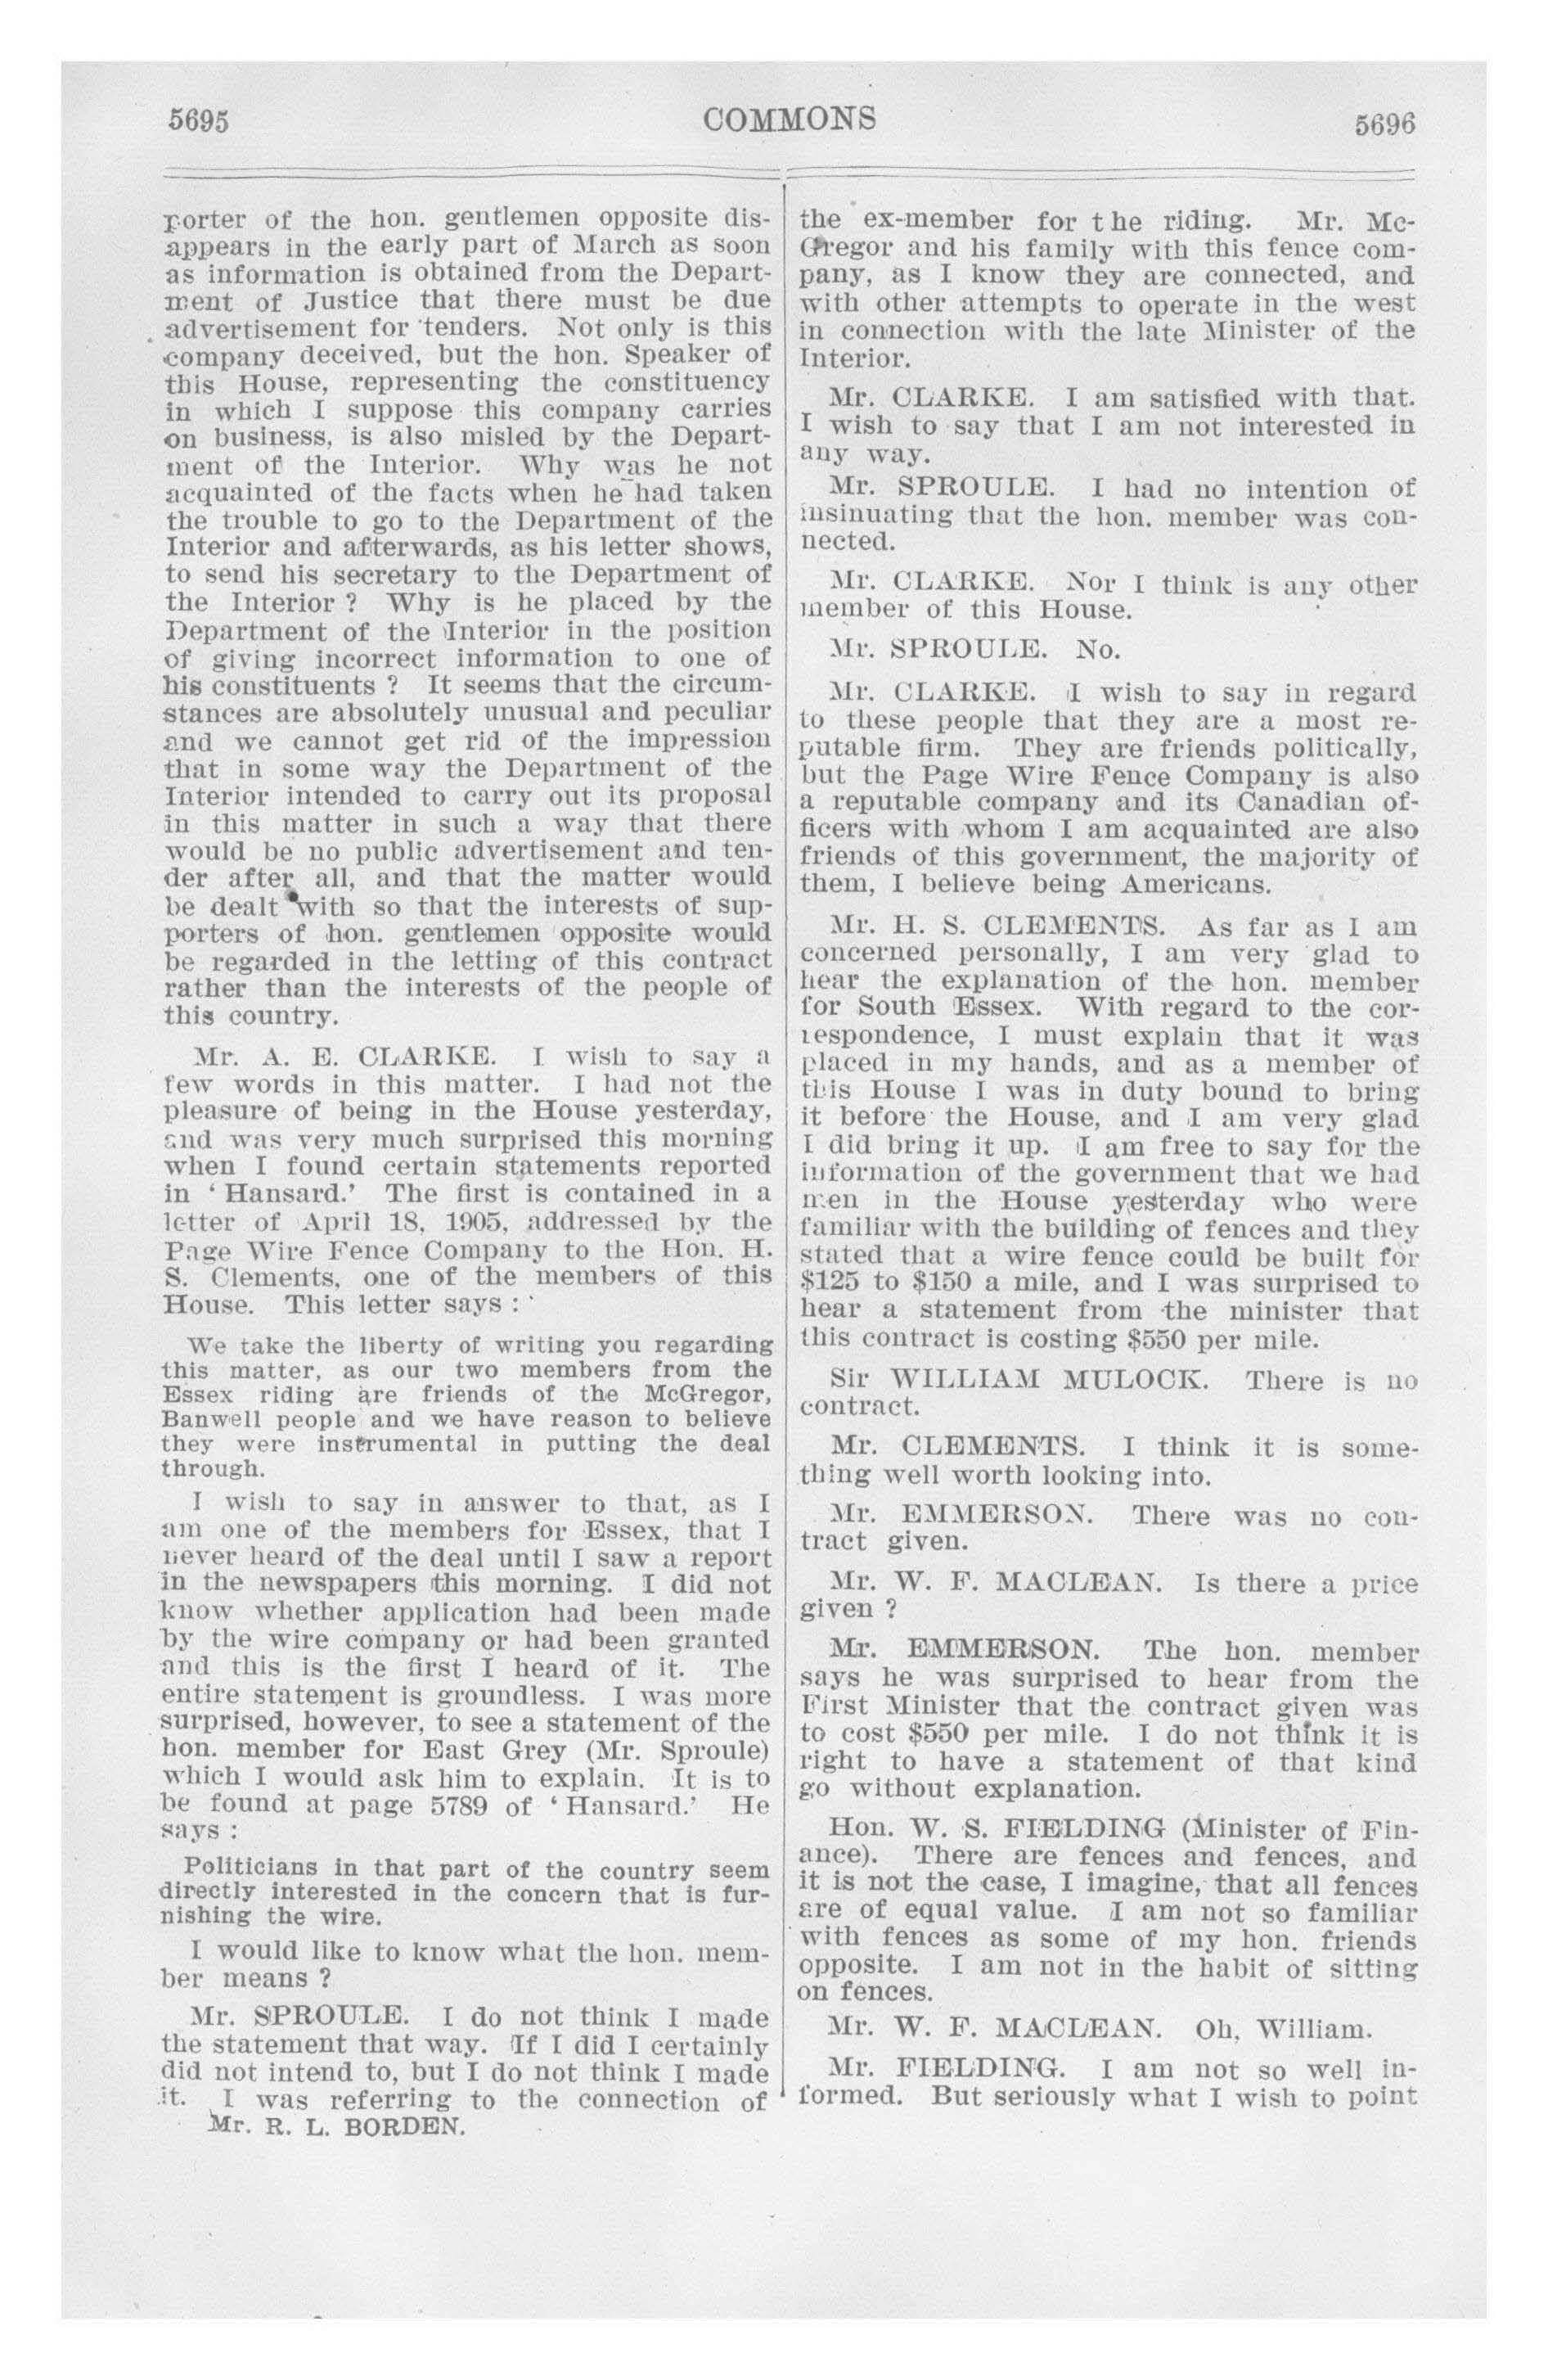 5695
COMMONS
5696
porter of the hon. gentlemen opposite dis-
appears in the early part of March as soon
as information is obtained from the Depart-
ment of Justice that there must be due
advertisement for tenders. Not only is this
company deceived, but the hon. Speaker of
this House, representing the constituency
in which I suppose this company carries
on business, is also misled by the Depart-
ment of the Interior. Why was he not
acquainted of the facts when he had taken
the trouble to go to the Department of the
Interior and afterwards, as his letter shows,
to send his secretary to the Department of
the Interior ? Why is he placed by the
Department of the Interior in the position
of giving incorrect information to one of
his constituents ? It seems that the circum-
stances are absolutely unusual and peculiar
and we cannot get rid of the impression
that in some way the Department of the
Interior intended to carry out its proposal
in this matter in such a way that there
would be no public advertisement and ten-
der after all, and that the matter would
be dealt with so that the interests of sup-
porters of hon. gentlemen opposite would
be regarded in the letting of this contract
rather than the interests of the people of
this country.
Mr. A. E. CLARKE. I wish to say a
few words in this matter. I had not the
pleasure of being in the House yesterday,
and was very much surprised this morning
when I found certain statements reported
in ‘ Hansard.’ The first is contained in a
letter of April 18, 1905, addressed by the
Page Wire Fence Company to the Hon. H.
S. Clements, one of the members of this
House. This letter says :
We take the liberty of writing you regarding
this matter, as our two members from the
Essex riding are friends of the McGregor,
Banwell people and we have reason to believe
they were instrumental in putting the deal
through.
I wish to say in answer to that, as I
am one of the members for Essex, that I
never heard of the deal until I saw a report
in the newspapers this morning. I did not
know whether application had been made
by the wire company or had been granted
and this is the first I heard of it. The
entire statement is groundless. I was more
surprised, however, to see a statement of the
hon. member for East Grey (Mr. Sproule)
which I would ask him to explain. It is to
be found at page 5789 of ‘ Hansard.’ He
says :
Politicians in that part of the country seem
directly interested in the concern that is fur-
nishing the wire.
I would like to know what the hon. mem-
ber means ?
Mr. SPROULE. I do not think I made
the statement that way. If I did I certainly
did not intend to, but I do not think I made
it. I was referring to the connection of
Mr. R. L. BORDEN.
the ex-member for the riding. Mr. Mc-
Gregor and his family with this fence com-
pany, as I know they are connected, and
with other attempts to operate in the west
in connection with the late Minister of the
Interior.
Mr. CLARKE. I am satisfied with that.
I wish to say that I am not interested in
any way.
Mr. SPROULE. I had no intention of
insinuating that the hon. member was con-
nected.
Mr. CLARKE. Nor I think is any other
member of this House.
Mr. SPROULE. No.
Mr. CLARKE. I wish to say in regard
to these people that they are a most re-
putable firm. They are friends politically,
but the Page Wire Fence Company is also
a reputable company and its Canadian of-
ficers with whom I am acquainted are also
friends of this government, the majority of
them, I believe being Americans.
Mr. H. S. CLEMENTS. As far as I am
concerned personally, I am very glad to
hear the explanation of the hon. member
for South Essex. With regard to the cor-
respondence, I must explain that it was
placed in my hands, and as a member of
this House I was in duty bound to bring
it before the House, and I am very glad
I did bring it up. I am free to say for the
information of the government that we had
men in the House yesterday who were
familiar with the building of fences and they
stated that a wire fence could be built for
$125 to $150 a mile, and I was surprised to
hear a statement from the minister that
this contract is costing $550 per mile.
Sir WILLIAM MULOCK. There is no
contract.
Mr. CLEMENTS. I think it is some-
thing well worth looking into.
Mr. EMMERSON. There was no con-
tract given.
Mr. W. F. MACLEAN. Is there a price
given ?
Mr. EMMERSON. The hon. member
says he was surprised to hear from the
First Minister that the contract given was
to cost $550 per mile. I do not think it is
right to have a statement of that kind
go without explanation.
Hon. W. S. FIELDING (Minister of Fin-
ance). There are fences and fences, and
it is not the case, I imagine, that all fences
are of equal value. I am not so familiar
with fences as some of my hon. friends
opposite. I am not in the habit of sitting
on fences.
Mr. W. F. MACLEAN. Oh, William.
Mr. FIELDING. I am not so well in-
formed. But seriously what I wish to point